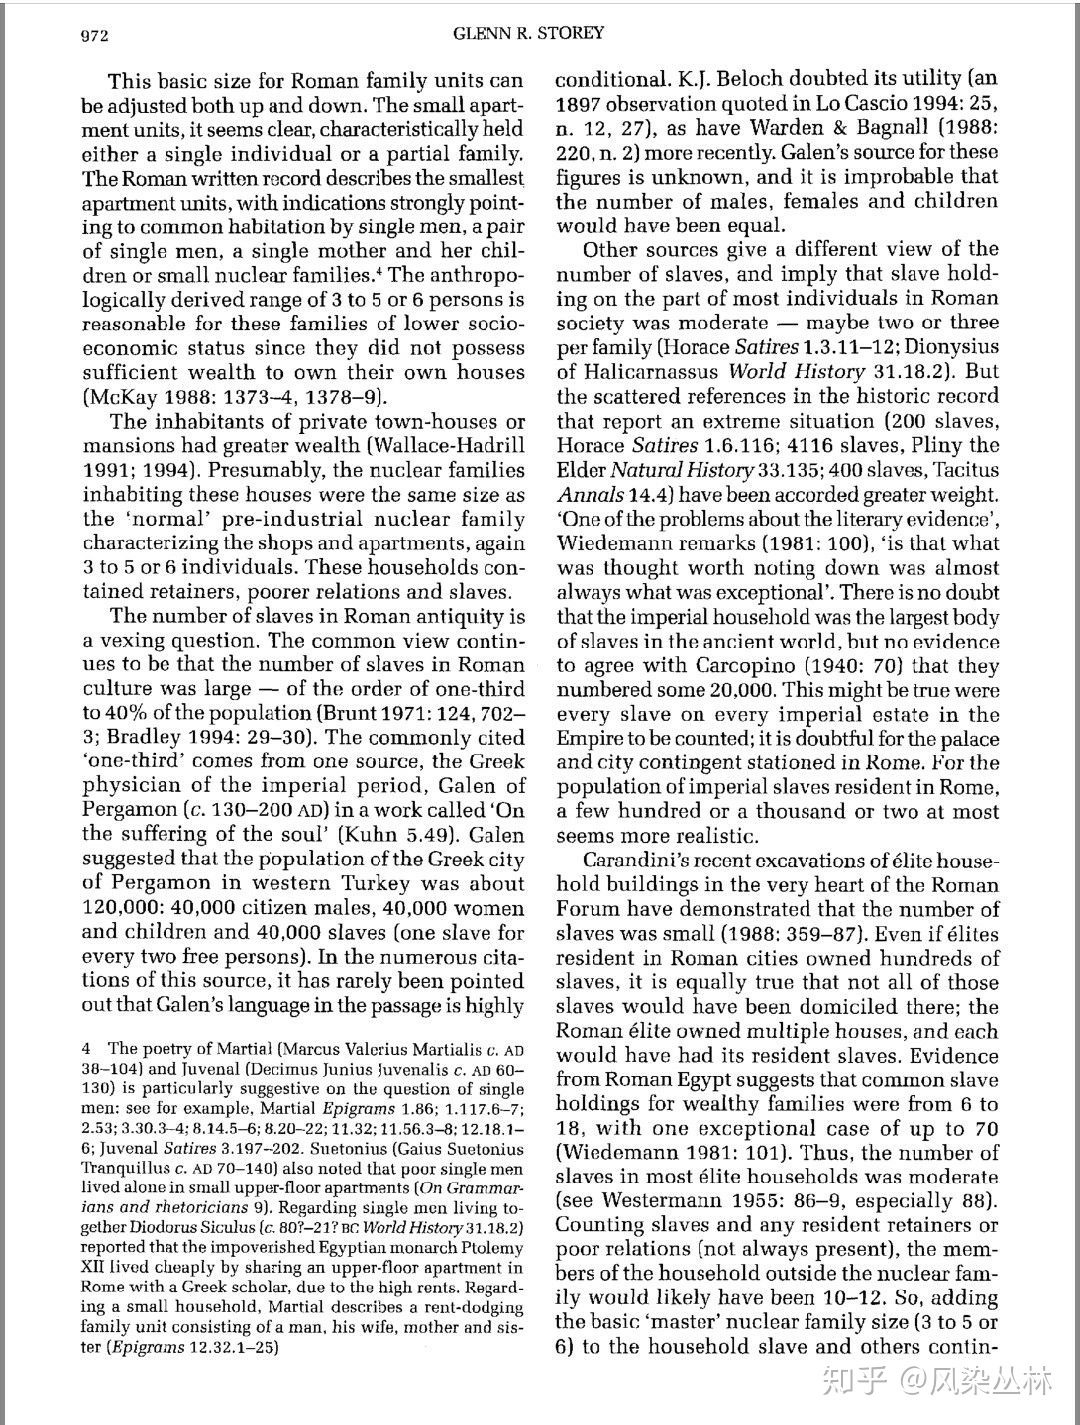 972
GLENN R. STOREY
This basic size for Roman family units can
be adjusted both up and down. The small apart-
ment units, it seems clear, characteristically held
either a single individual or a partial family.
The Roman written record describes the smallest
apartment units, with indications strongly point-
ing to common habitation by single men, a pair
of single men, a single mother and her chil-
dren or small nuclear families.⁴ The anthropo-
logically derived range of 3 to 5 or 6 persons is
reasonable for these families of lower socio-
economic status since they did not possess
sufficient wealth to own their own houses
(McKay 1988: 1373–4, 1378–9).
The inhabitants of private town-houses or
mansions had greater wealth (Wallace-Hadrill
1991; 1994). Presumably, the nuclear families
inhabiting these houses were the same size as
the ‘normal’ pre-industrial nuclear family
characterizing the shops and apartments, again
3 to 5 or 6 individuals. These households con-
tained retainers, poorer relations and slaves.
The number of slaves in Roman antiquity is
a vexing question. The common view contin-
ues to be that the number of slaves in Roman
culture was large — of the order of one-third
to 40% of the population (Brunt 1971: 124, 702–
3; Bradley 1994: 29–30). The commonly cited
‘one-third’ comes from one source, the Greek
physician of the imperial period, Galen of
Pergamon (c. 130–200 AD) in a work called ‘On
the suffering of the soul’ (Kuhn 5.49). Galen
suggested that the population of the Greek city
of Pergamon in western Turkey was about
120,000: 40,000 citizen males, 40,000 women
and children and 40,000 slaves (one slave for
every two free persons). In the numerous cita-
tions of this source, it has rarely been pointed
out that Galen’s language in the passage is highly
4 The poetry of Martial (Marcus Valerius Martialis c. AD
38–104) and Juvenal (Decimus Junius Juvenalis c. AD 60–
130) is particularly suggestive on the question of single
men: see for example, Martial Epigrams 1.86; 1.117.6–7;
2.53; 3.30.3–4; 8.14.5–6; 8.20–22; 11.32; 11.56.3–8; 12.18.1–
6; Juvenal Satires 3.197–202. Suetonius (Gaius Suetonius
Tranquillus c. AD 70–140) also noted that poor single men
lived alone in small upper-floor apartments (On Grammar-
ians and rhetoricians 9). Regarding single men living to-
gether Diodorus Siculus (c. 80?–21? BC World History 31.18.2)
reported that the impoverished Egyptian monarch Ptolemy
XII lived cheaply by sharing an upper-floor apartment in
Rome with a Greek scholar, due to the high rents. Regard-
ing a small household, Martial describes a rent-dodging
family unit consisting of a man, his wife, mother and sis-
ter (Epigrams 12.32.1–25)
conditional. K.J. Beloch doubted its utility (an
1897 observation quoted in Lo Cascio 1994: 25,
n. 12, 27), as have Warden & Bagnall (1988:
220, n. 2) more recently. Galen’s source for these
figures is unknown, and it is improbable that
the number of males, females and children
would have been equal.
Other sources give a different view of the
number of slaves, and imply that slave hold-
ing on the part of most individuals in Roman
society was moderate — maybe two or three
per family (Horace Satires 1.3.11–12; Dionysius
of Halicarnassus World History 31.18.2). But
the scattered references in the historic record
that report an extreme situation (200 slaves,
Horace Satires 1.6.116; 4116 slaves, Pliny the
Elder Natural History 33.135; 400 slaves, Tacitus
Annals 14.4) have been accorded greater weight.
‘One of the problems about the literary evidence’,
Wiedemann remarks (1981: 100), ‘is that what
was thought worth noting down was almost
always what was exceptional’. There is no doubt
that the imperial household was the largest body
of slaves in the ancient world, but no evidence
to agree with Carcopino (1940: 70) that they
numbered some 20,000. This might be true were
every slave on every imperial estate in the
Empire to be counted; it is doubtful for the palace
and city contingent stationed in Rome. For the
population of imperial slaves resident in Rome,
a few hundred or a thousand or two at most
seems more realistic.
Carandini’s recent excavations of élite house-
hold buildings in the very heart of the Roman
Forum have demonstrated that the number of
slaves was small (1988: 359–87). Even if élites
resident in Roman cities owned hundreds of
slaves, it is equally true that not all of those
slaves would have been domiciled there; the
Roman élite owned multiple houses, and each
would have had its resident slaves. Evidence
from Roman Egypt suggests that common slave
holdings for wealthy families were from 6 to
18, with one exceptional case of up to 70
(Wiedemann 1981: 101). Thus, the number of
slaves in most élite households was moderate
(see Westermann 1955: 86–9, especially 88).
Counting slaves and any resident retainers or
poor relations (not always present), the mem-
bers of the household outside the nuclear fam-
ily would likely have been 10–12. So, adding
the basic ‘master’ nuclear family size (3 to 5 or
6) to the household slave and others contin-
知乎 @风染丛林